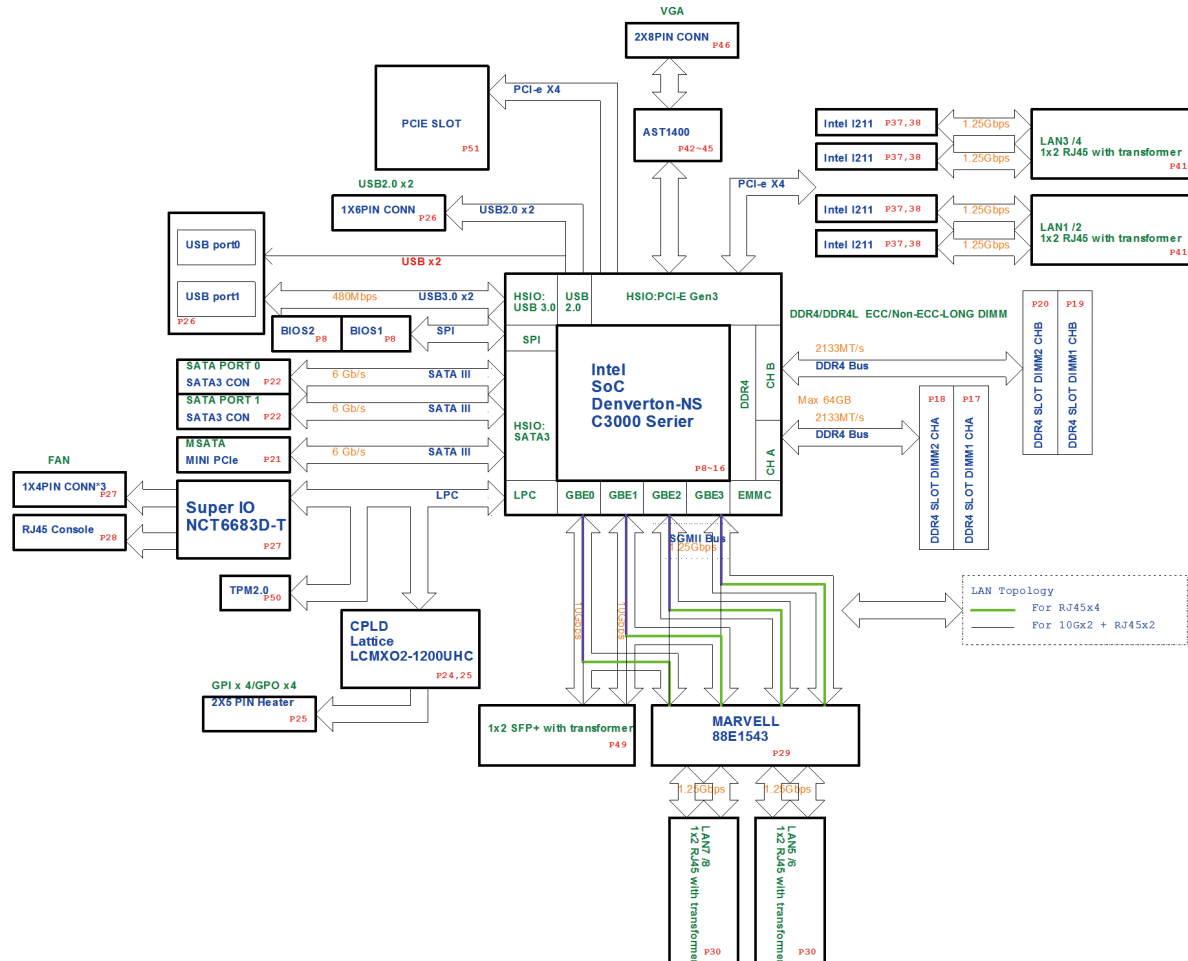 VGA
2X8PIN CONN
P46
PCI-e X4
PCIE SLOT
P51
AST1400
P42~45
Intel I211 P37,38
1.25Gbps
Intel I211 P37,38
1.25Gbps
LAN3 /4
1x2 RJ45 with transformer
P41
PCI-e X4
USB2.0 x2
1X6PIN CONN
P26
USB2.0 x2
Intel I211 P37,38
1.25Gbps
Intel I211 P37,38
1.25Gbps
LAN1 /2
1x2 RJ45 with transformer
P41
USB port0
USB x2
USB port1
P26
480Mbps
USB3.0 x2
HSIO:
USB 3.0
USB
2.0
HSIO:PCI-E Gen3
BIOS2
P8
BIOS1
P8
SPI
SPI
DDR4/DDR4L ECC/Non-ECC-LONG DIMM
P20
P19
DDR4 SLOT DIMM2 CHB
DDR4 SLOT DIMM1 CHB
2133MT/s
DDR4 Bus
Max 64GB
2133MT/s
DDR4 Bus
P18
P17
DDR4 SLOT DIMM2 CHA
DDR4 SLOT DIMM1 CHA
SATA PORT 0
SATA3 CON
P22
6 Gb/s
SATA III
SATA PORT 1
SATA3 CON
P22
6 Gb/s
SATA III
MSATA
MINI PCIe
P21
6 Gb/s
SATA III
HSIO:
SATA3
Intel
SoC
Denverton-NS
C3000 Serier
P8~16
DDR4
CH B
CH A
FAN
1X4PIN CONN*3
P27
RJ45 Console
P28
Super IO
NCT6683D-T
P27
LPC
LPC
GBE0
GBE1
GBE2
GBE3
EMMC
SGMII Bus
1.25Gbps
TPM2.0
P50
CPLD
Lattice
LCMXO2-1200UHC
P24,25
10Gbps
10Gbps
LAN Topology
For RJ45x4
For 10Gx2 + RJ45x2
GPI x 4/GPO x4
2X5 PIN Heater
P25
1x2 SFP+ with transformer
P49
MARVELL
88E1543
P29
1.25Gbps
1.25Gbps
LAN7 /8
1x2 RJ45 with transformer
P30
LAN5 /6
1x2 RJ45 with transformer
P30